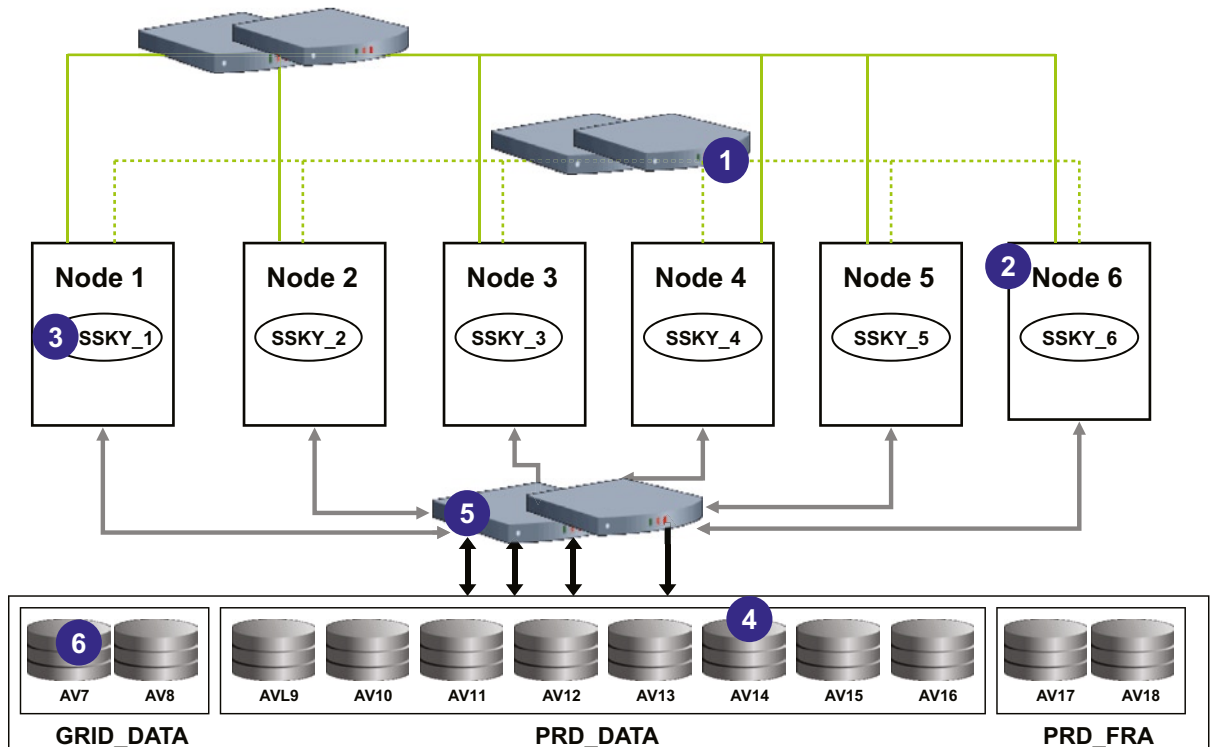 1
Node 1
Node 2
Node 3
Node 4
Node 5
2
Node 6
3
SSKY_1
SSKY_2
SSKY_3
SSKY_4
SSKY_5
SSKY_6
5
6
4
AV7
AV8
AVL9
AV10
AV11
AV12
AV13
AV14
AV15
AV16
AV17
AV18
GRID_DATA
PRD_DATA
PRD_FRA